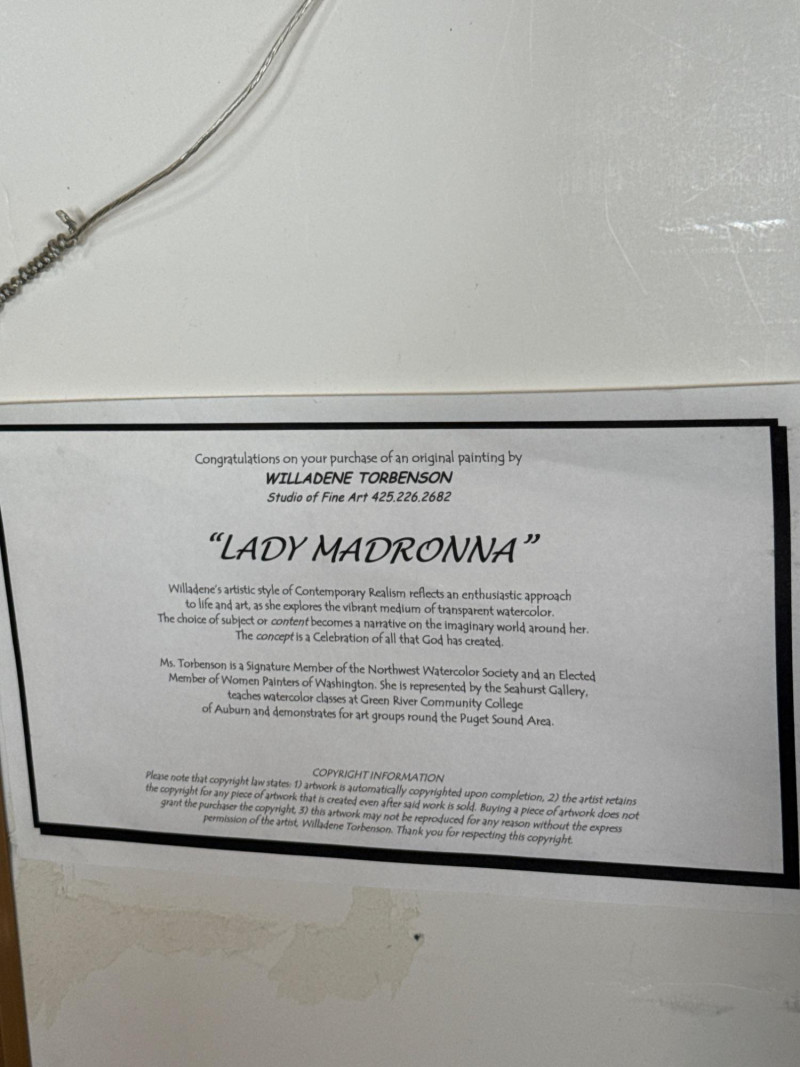 Congratulations on your purchase of an original painting by
WILLADENE TORBENSON
Studio of Fine Art 425.226.2682
“LADY MADRONNA”
Willadene's artistic style of Contemporary Realism reflects an enthusiastic approach
to life and art, as she explores the vibrant medium of transparent watercolor.
The choice of subject or content becomes a narrative on the imaginary world around her.
The concept is a Celebration of all that God has created.
Ms. Torbenson is a Signature Member of the Northwest Watercolor Society and an Elected
Member of Women Painters of Washington. She is represented by the Seahurst Gallery,
teaches watercolor classes at Green River Community College
of Auburn and demonstrates for art groups round the Puget Sound Area.
COPYRIGHT INFORMATION
Please note that copyright law states: 1) artwork is automatically copyrighted upon completion, 2) the artist retains
the copyright for any piece of artwork that is created even after said work is sold. Buying a piece of artwork does not
grant the purchaser the copyright, 3) this artwork may not be reproduced for any reason without the express
permission of the artist, Willadene Torbenson. Thank you for respecting this copyright.